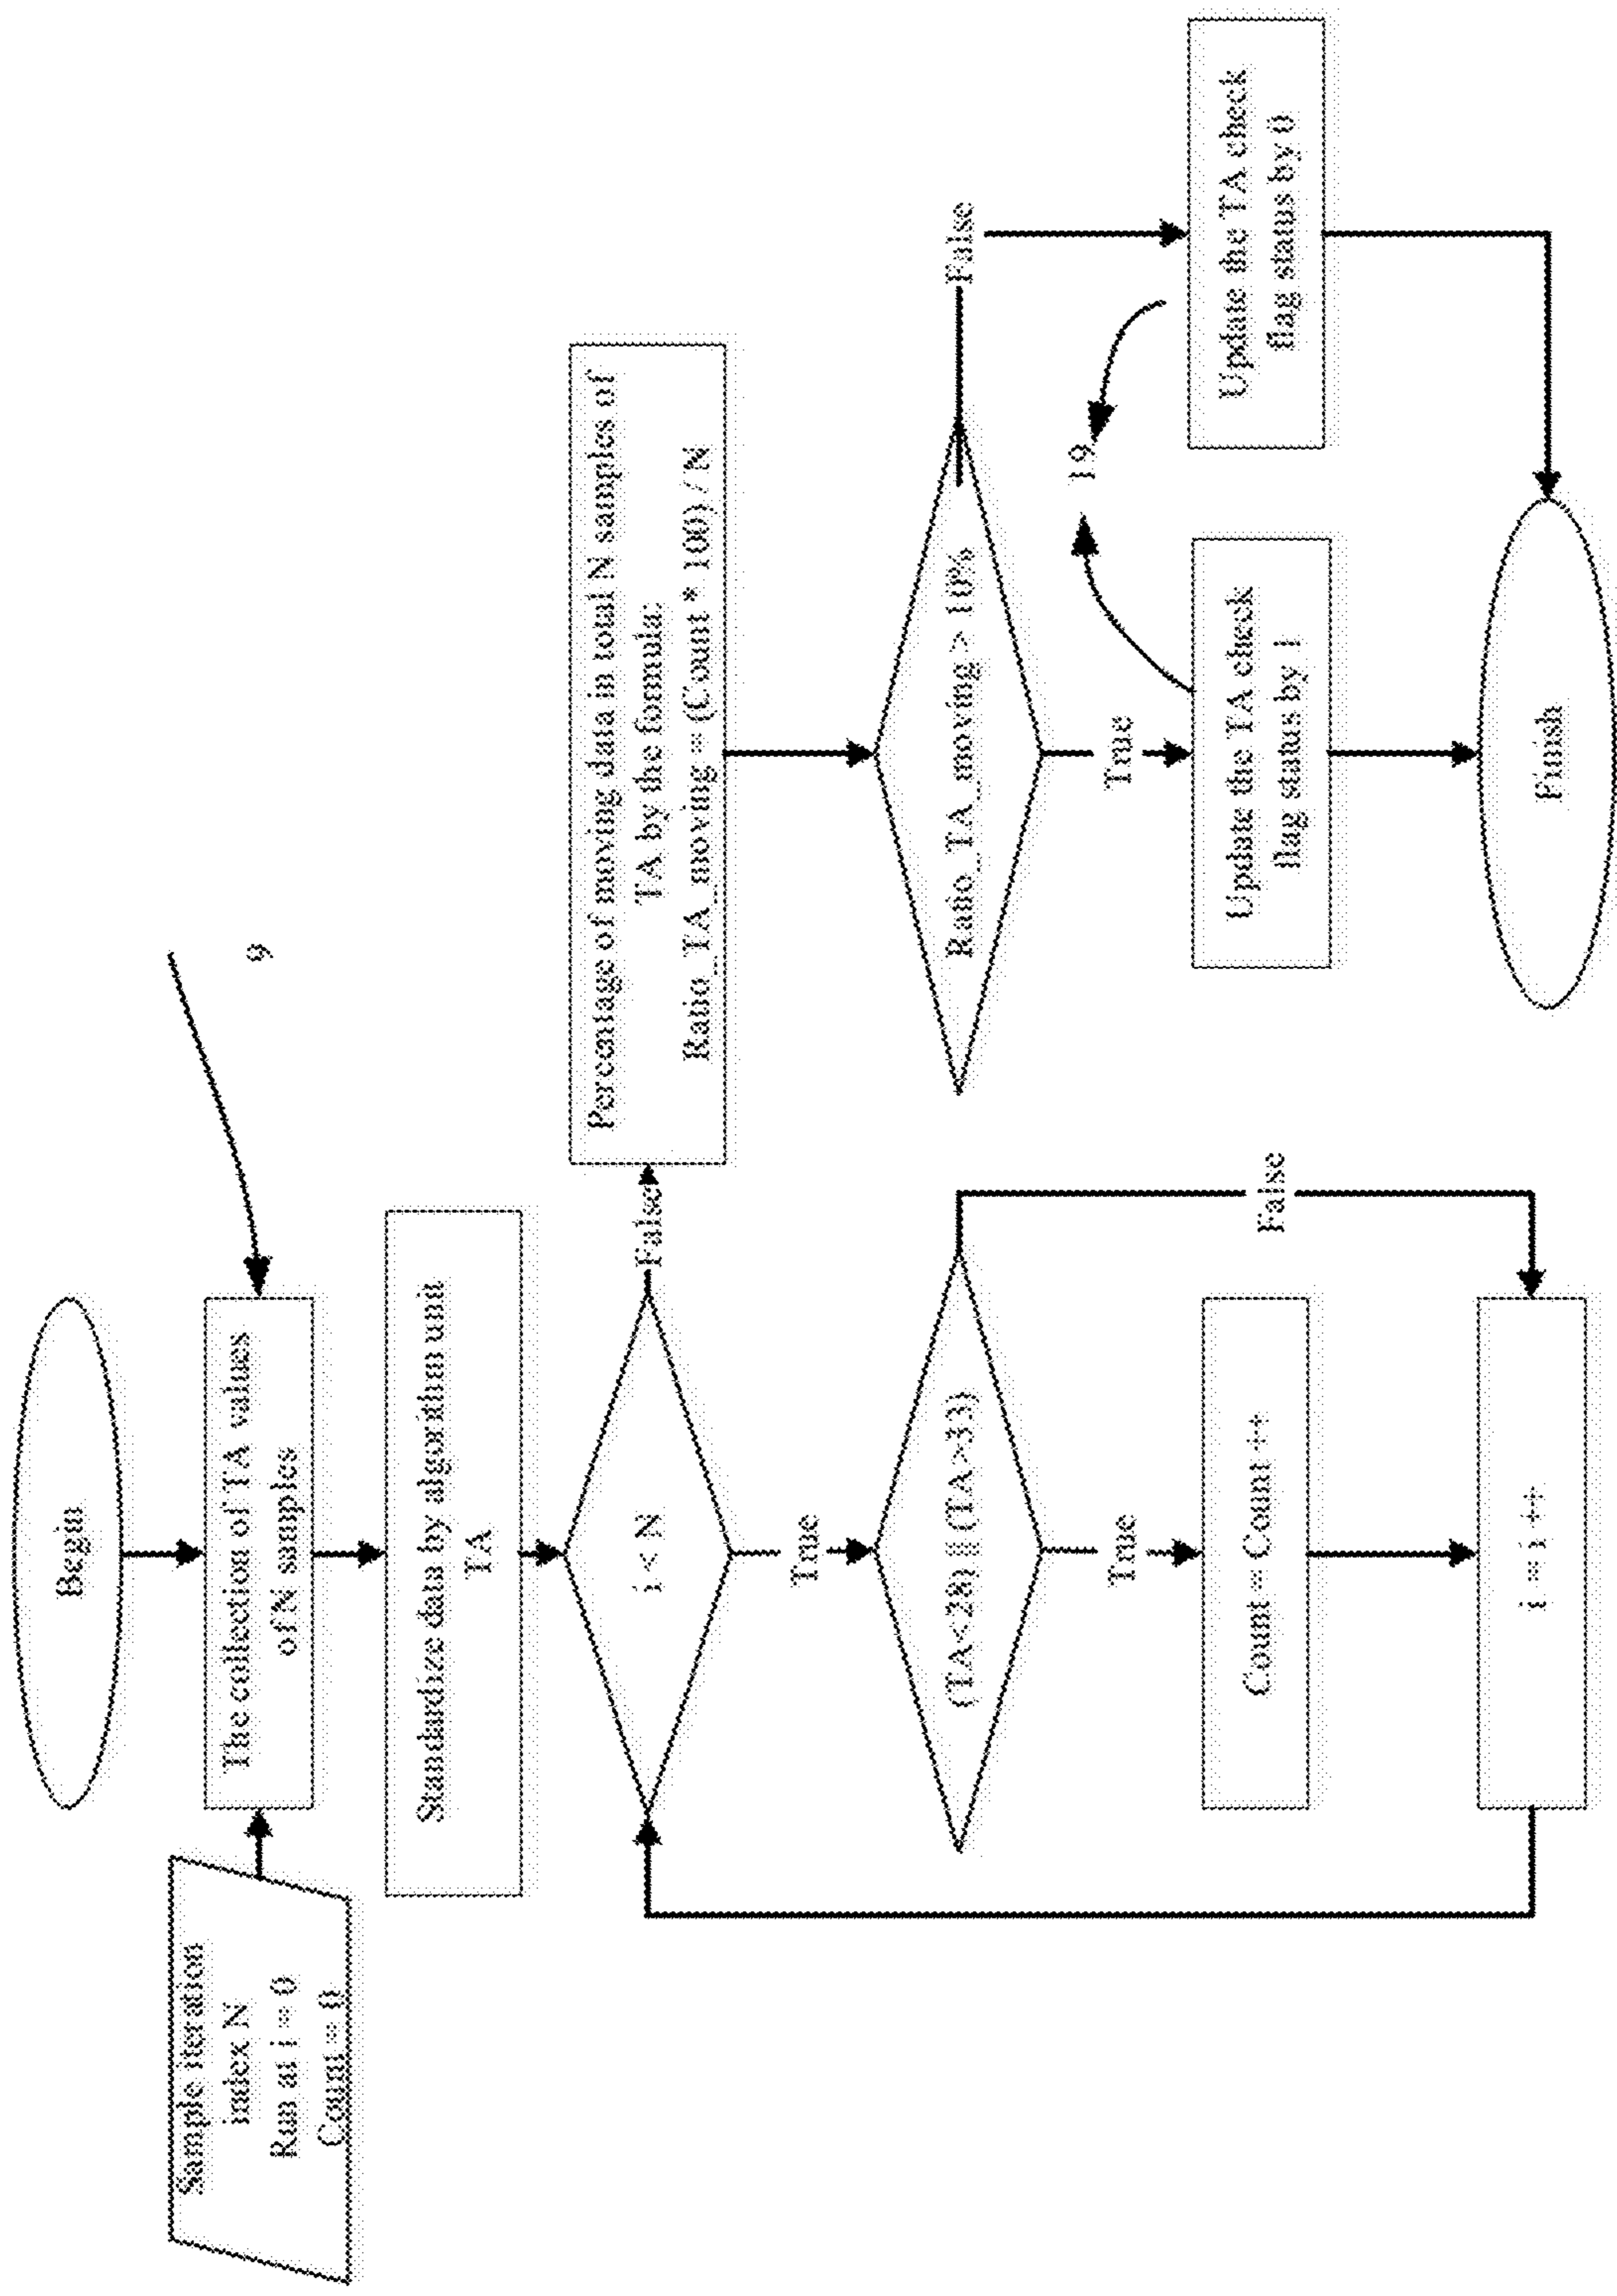 Begin
Sample iteration
index N
Run at i = 0
Count = 0
The collection of TA values
of N samples
9
Standardize data by algorithm unit
TA
i < N
False
True
Percentage of moving data in total N samples of
TA by the formula:
Ratio_TA_moving = (Count * 100) / N
(TA<28) || (TA>33)
False
True
Count = Count ++
i = i ++
Ratio_TA_moving > 10%
False
True
19
Update the TA check
flag status by 1
Update the TA check
flag status by 0
Finish